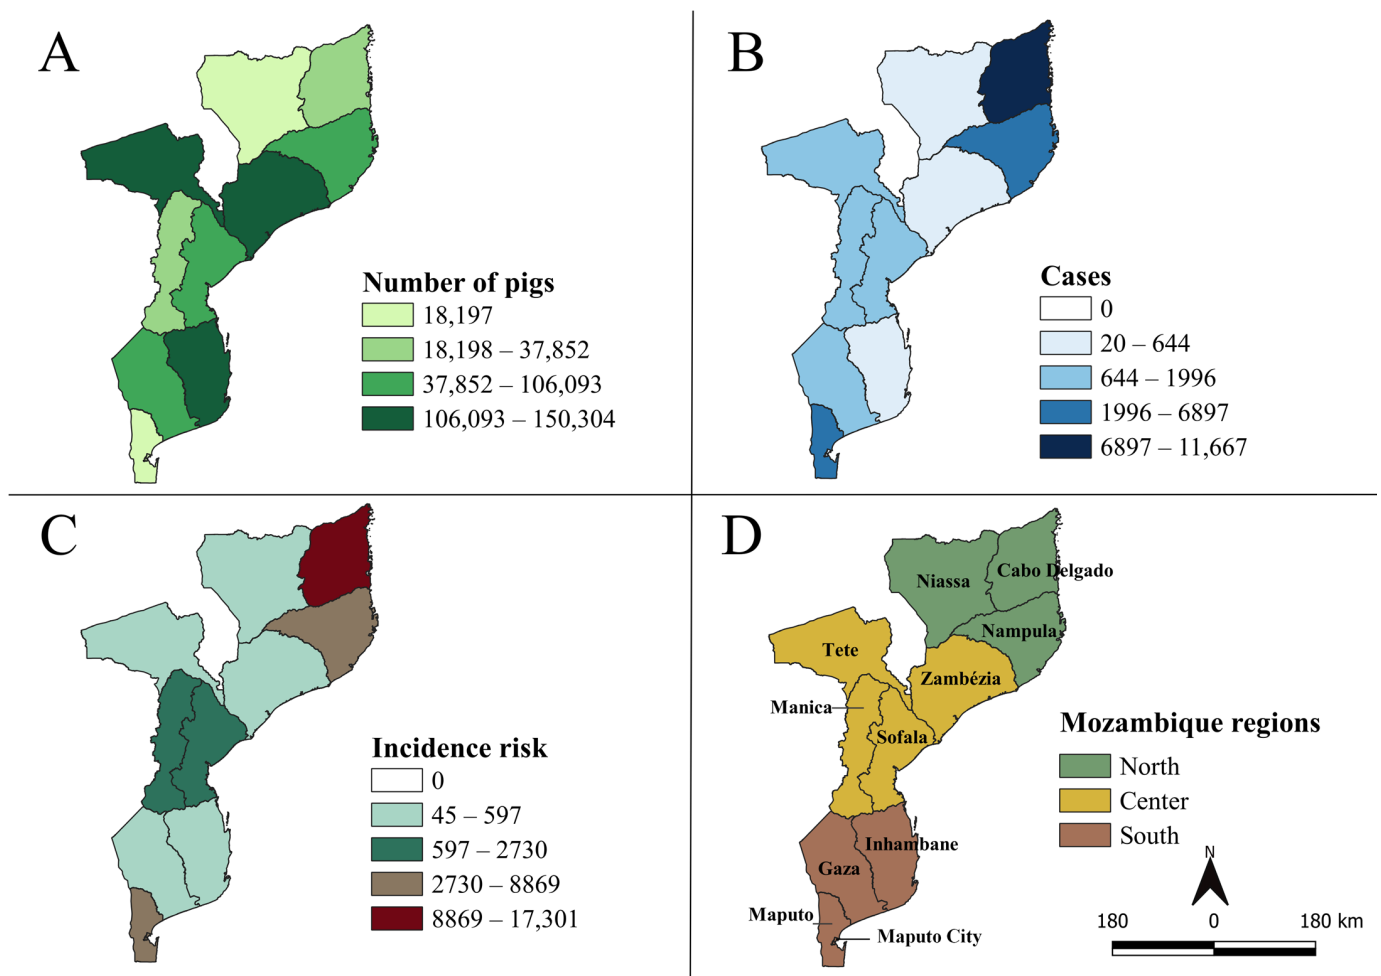 A
Number of pigs
18,197
18,198 – 37,852
37,852 – 106,093
106,093 – 150,304
B
Cases
0
20 – 644
644 – 1996
1996 – 6897
6897 – 11,667
C
Incidence risk
0
45 – 597
597 – 2730
2730 – 8869
8869 – 17,301
D
Niassa
Cabo Delgado
Nampula
Tete
Zambézia
Manica
Sofala
Inhambane
Gaza
Maputo
Maputo City
Mozambique regions
North
Center
South
N
180 0 180 km